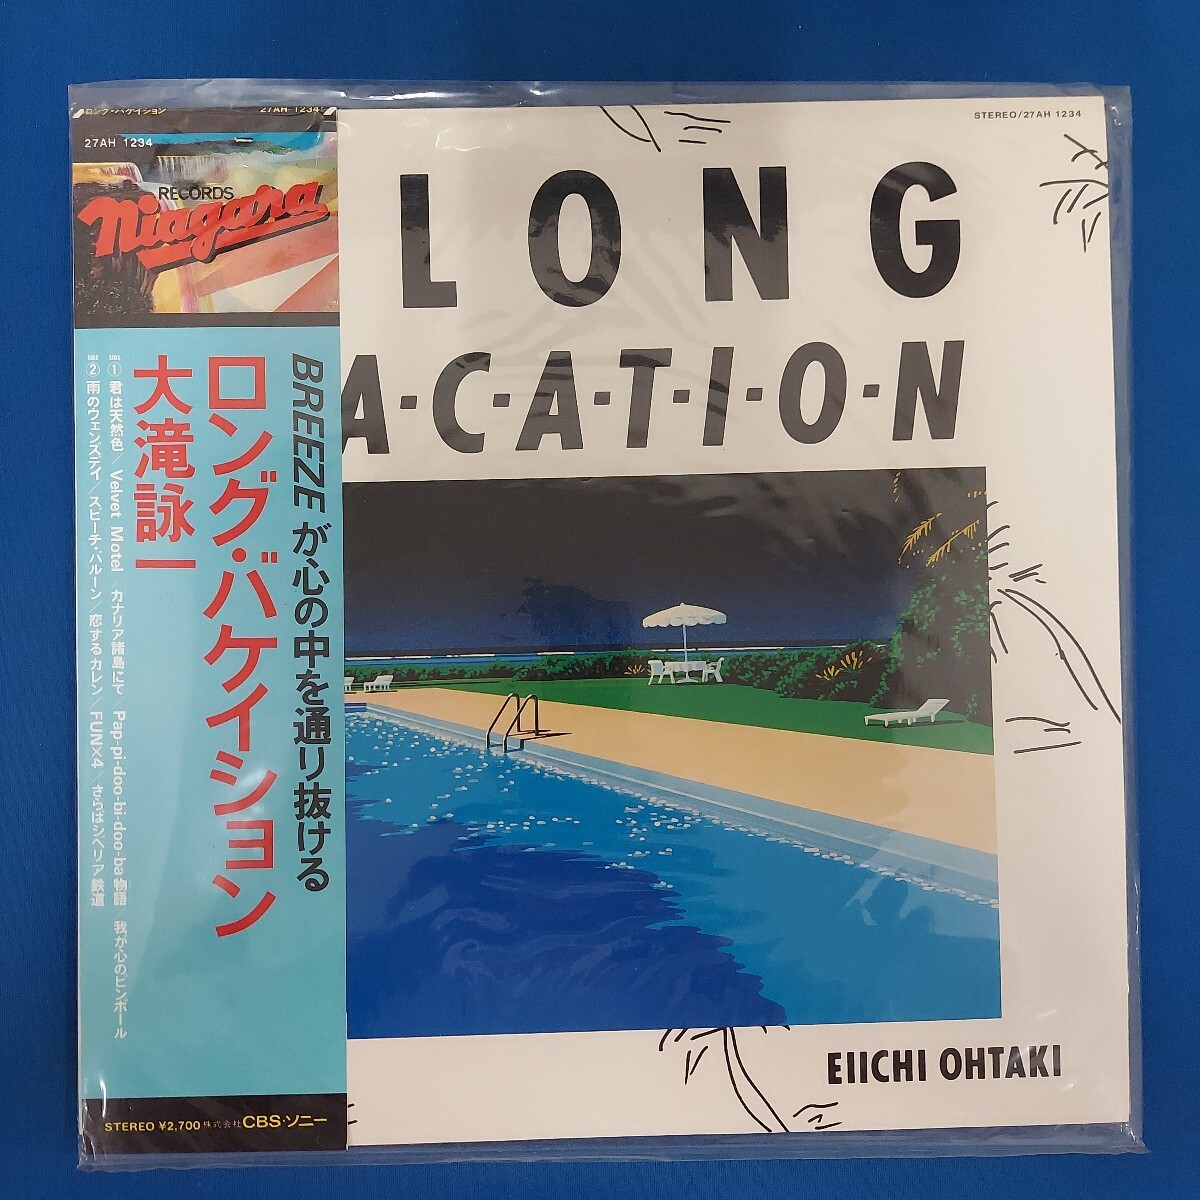 ロング・バケイション 27AH 1234
27AH 1234
RECORDS
niagara
BREEZEが心の中を通り抜ける
ロング・バケイション
大滝詠一
SIDE ① 君は天然色/Velvet Motel/カナリア諸島にて Pap-pi-doo-bi-doo-ba物語 我が心のピンボール
SIDE ② 雨のウェンズデイ/スピーチ・バルーン/恋するカレン/FUN×4/さらばシベリア鉄道
STEREO ¥2,700 株式会社 CBS・ソニー
STEREO/27AH 1234
LONG
A·C·A·T·I·O·N
EIICHI OHTAKI